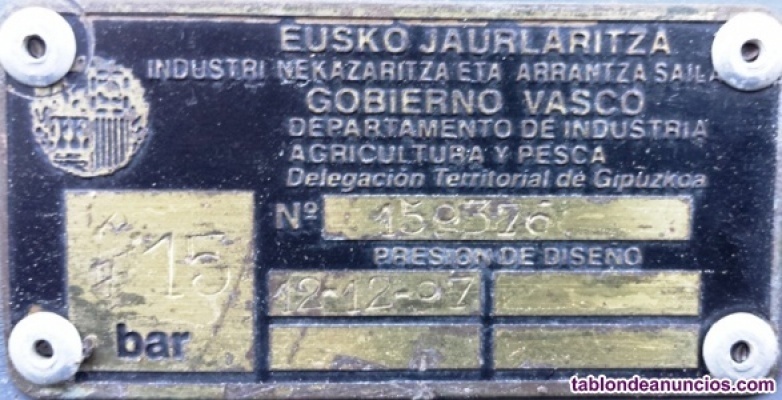 EUSKO JAURLARITZA
INDUSTRI NEKAZARITZA ETA ARRANTZA SAILA
GOBIERNO VASCO
DEPARTAMENTO DE INDUSTRIA
AGRICULTURA Y PESCA
Delegación Territorial de Gipuzkoa
Nº 159376
PRESION DE DISEÑO
15
12-12-97
bar
tablondeanuncios.com